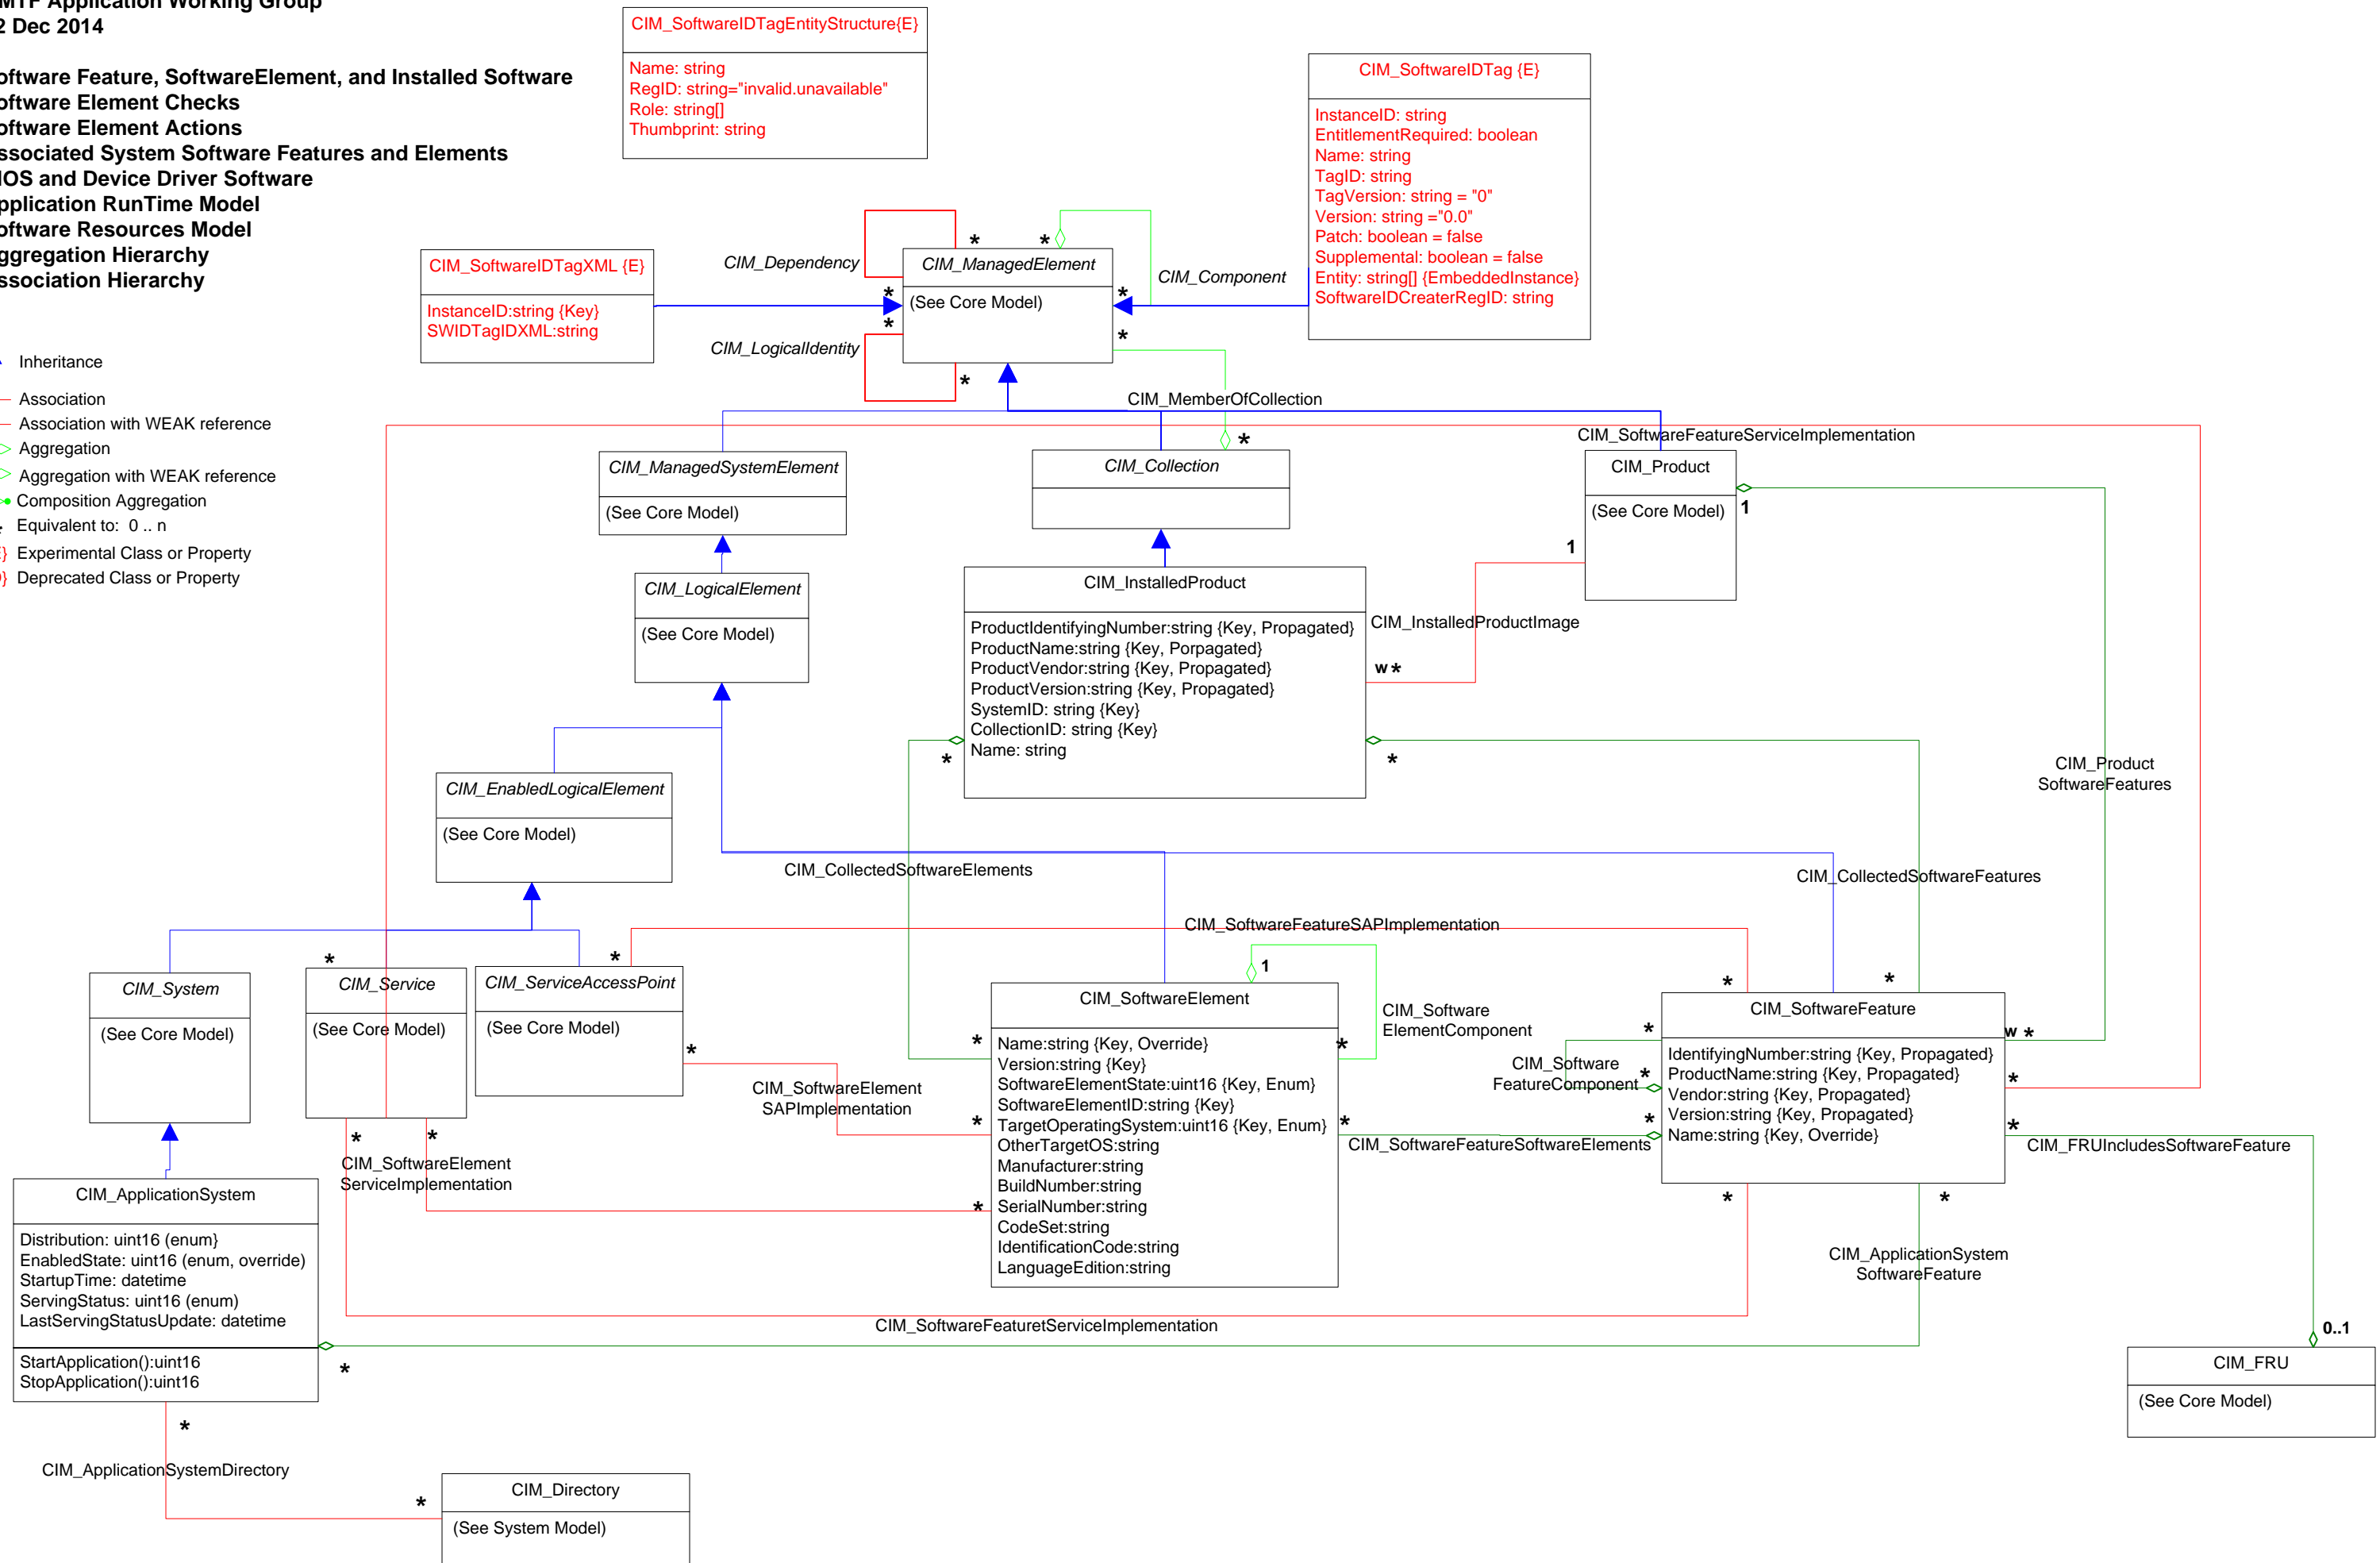 MTF Application Working Group
2 Dec 2014
oftware Feature, SoftwareElement, and Installed Software
oftware Element Checks
oftware Element Actions
ssociated System Software Features and Elements
IOS and Device Driver Software
pplication RunTime Model
oftware Resources Model
ggregation Hierarchy
ssociation Hierarchy
Inheritance
Association
Association with WEAK reference
Aggregation
Aggregation with WEAK reference
Composition Aggregation
* Equivalent to: 0 .. n
} Experimental Class or Property
} Deprecated Class or Property
CIM_SoftwareIDTagEntityStructure{E}
Name: string
RegID: string="invalid.unavailable"
Role: string[]
Thumbprint: string
CIM_SoftwareIDTag {E}
InstanceID: string
EntitlementRequired: boolean
Name: string
TagID: string
TagVersion: string = "0"
Version: string ="0.0"
Patch: boolean = false
Supplemental: boolean = false
Entity: string[] {EmbeddedInstance}
SoftwareIDCreaterRegID: string
CIM_SoftwareIDTagXML {E}
InstanceID:string {Key}
SWIDTagIDXML:string
CIM_Dependency
*
*
CIM_ManagedElement
(See Core Model)
CIM_Component
*
*
*
*
CIM_LogicalIdentity
*
CIM_MemberOfCollection
*
CIM_SoftwareFeatureServiceImplementation
CIM_ManagedSystemElement
(See Core Model)
CIM_Collection
CIM_Product
(See Core Model)
1
1
CIM_LogicalElement
(See Core Model)
CIM_InstalledProduct
ProductIdentifyingNumber:string {Key, Propagated}
ProductName:string {Key, Porpagated}
ProductVendor:string {Key, Propagated}
ProductVersion:string {Key, Propagated}
SystemID: string {Key}
CollectionID: string {Key}
Name: string
CIM_InstalledProductImage
w *
*
*
CIM_Product
SoftwareFeatures
CIM_EnabledLogicalElement
(See Core Model)
CIM_CollectedSoftwareElements
CIM_CollectedSoftwareFeatures
CIM_SoftwareFeatureSAPImplementation
CIM_System
(See Core Model)
*
CIM_Service
(See Core Model)
*
CIM_ServiceAccessPoint
(See Core Model)
*
CIM_SoftwareElement
SAPImplementation
1
CIM_SoftwareElement
Name:string {Key, Override}
Version:string {Key}
SoftwareElementState:uint16 {Key, Enum}
SoftwareElementID:string {Key}
TargetOperatingSystem:uint16 {Key, Enum}
OtherTargetOS:string
Manufacturer:string
BuildNumber:string
SerialNumber:string
CodeSet:string
IdentificationCode:string
LanguageEdition:string
*
*
*
*
*
CIM_Software
ElementComponent
CIM_Software
FeatureComponent
*
*
*
CIM_SoftwareFeatureSoftwareElements
*
*
CIM_SoftwareFeature
IdentifyingNumber:string {Key, Propagated}
ProductName:string {Key, Propagated}
Vendor:string {Key, Propagated}
Version:string {Key, Propagated}
Name:string {Key, Override}
w *
*
*
CIM_FRUIncludesSoftwareFeature
*
*
*
*
CIM_SoftwareElement
ServiceImplementation
CIM_ApplicationSystem
Distribution: uint16 (enum}
EnabledState: uint16 (enum, override)
StartupTime: datetime
ServingStatus: uint16 (enum)
LastServingStatusUpdate: datetime
StartApplication():uint16
StopApplication():uint16
*
CIM_SoftwareFeaturetServiceImplementation
CIM_ApplicationSystem
SoftwareFeature
0..1
CIM_FRU
(See Core Model)
*
CIM_ApplicationSystemDirectory
*
CIM_Directory
(See System Model)